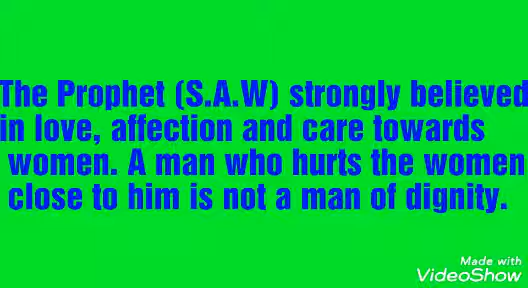 The Prophet (S.A.W) strongly believed
in love, affection and care towards
women. A man who hurts the women
close to him is not a man of dignity.
Made with
VideoShow